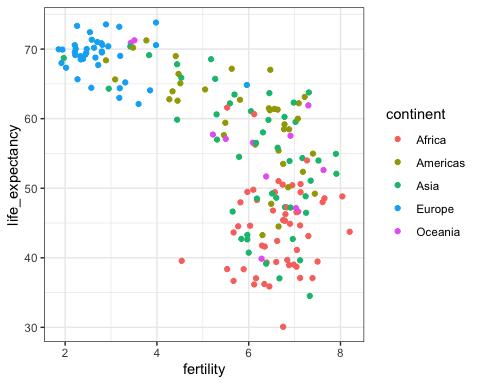 70
60
50
40
30
life_expectancy
2
4
6
8
fertility
continent
Africa
Americas
Asia
Europe
Oceania